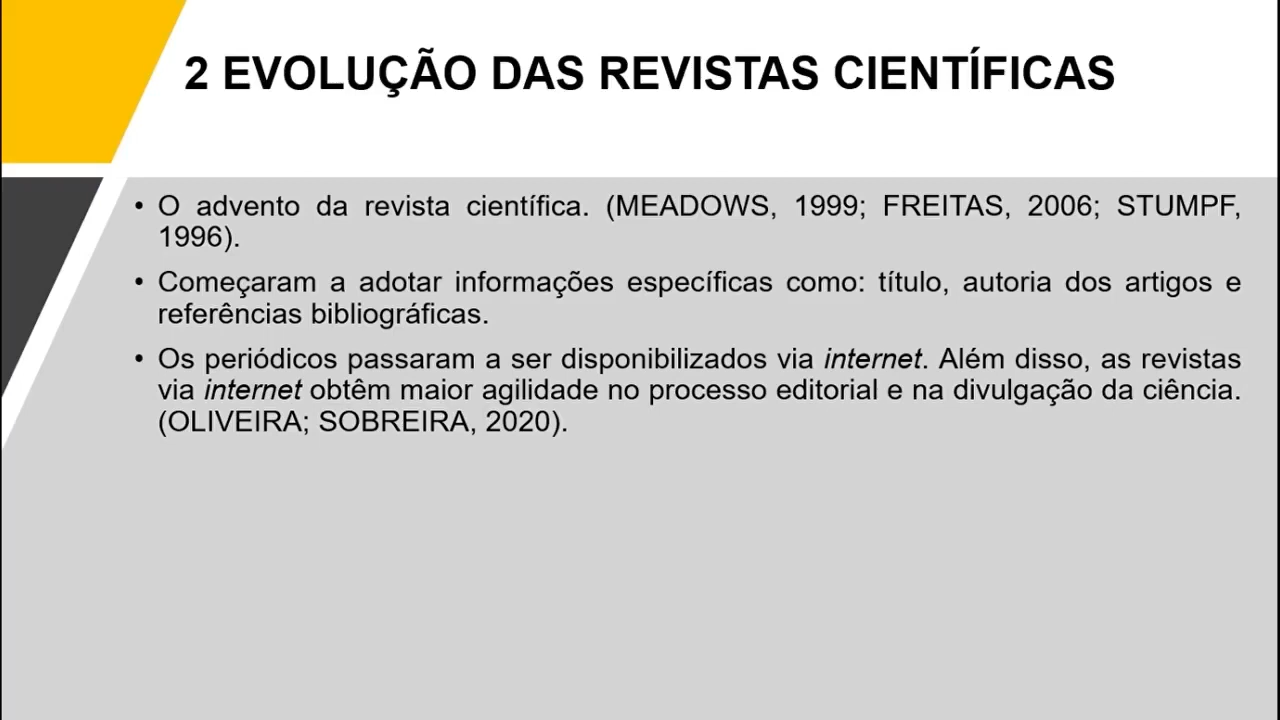 2 EVOLUÇÃO DAS REVISTAS CIENTÍFICAS
• O advento da revista científica. (MEADOWS, 1999; FREITAS, 2006; STUMPF,
1996).
• Começaram a adotar informações específicas como: título, autoria dos artigos e
referências bibliográficas.
• Os periódicos passaram a ser disponibilizados via internet. Além disso, as revistas
via internet obtêm maior agilidade no processo editorial e na divulgação da ciência.
(OLIVEIRA; SOBREIRA, 2020).